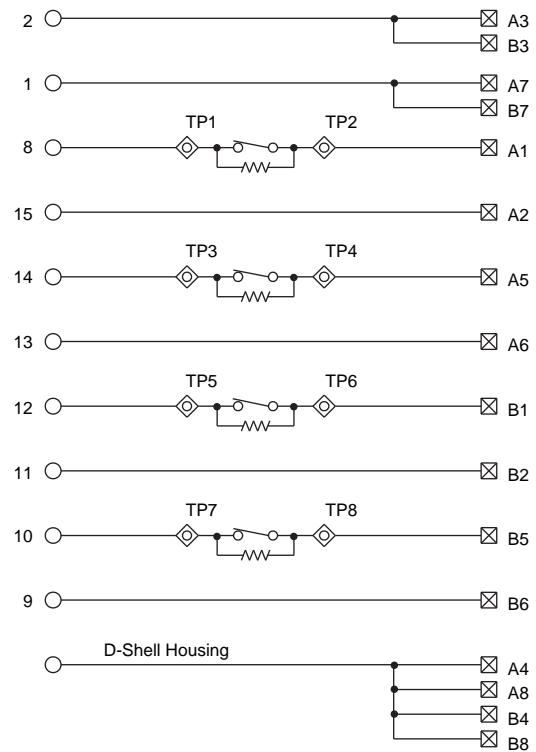 2 A3
B3
1 A7
B7
TP1 TP2
8 A1
15 A2
TP3 TP4
14 A5
13 A6
TP5 TP6
12 B1
11 B2
TP7 TP8
10 B5
9 B6
D-Shell Housing
A4
A8
B4
B8